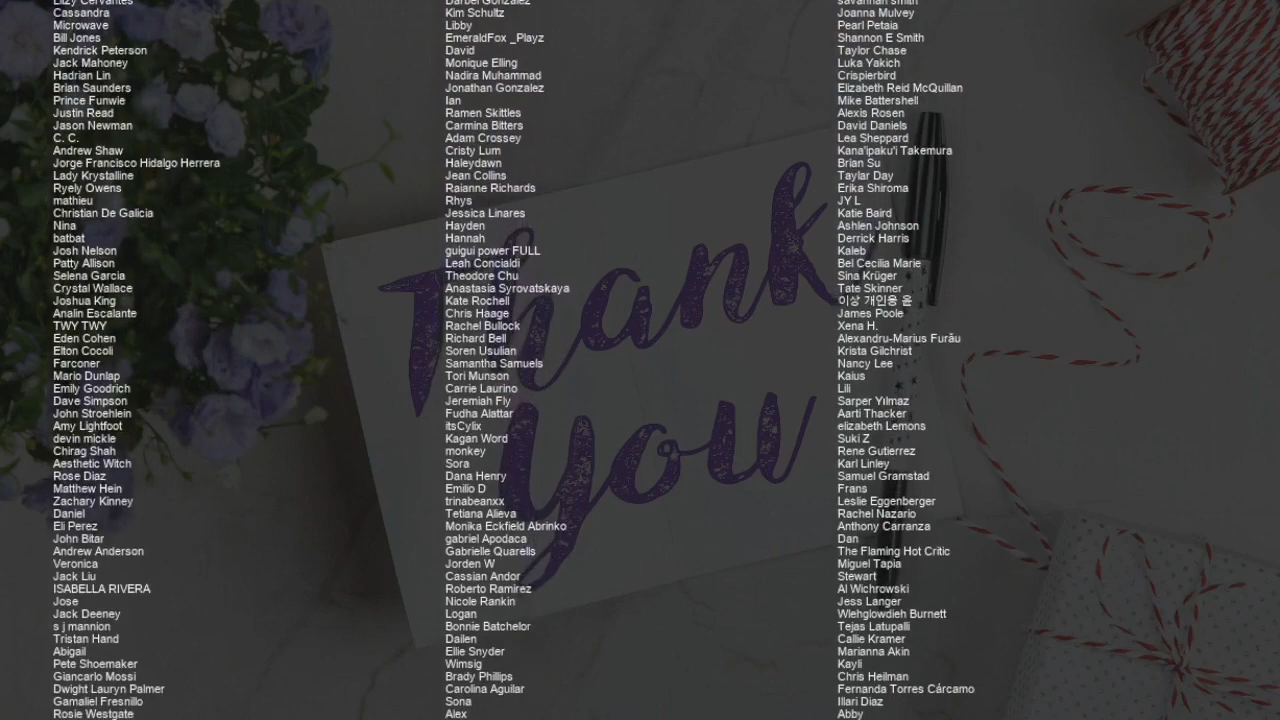 Cassandra
Microwave
Bill Jones
Kendrick Peterson
Jack Mahoney
Hadrian Lin
Brian Saunders
Prince Funwie
Justin Read
Jason Newman
C. C.
Andrew Shaw
Jorge Francisco Hidalgo Herrera
Lady Krystalline
Ryely Owens
mathieu
Christian De Galicia
Nina
batbat
Josh Nelson
Patty Allison
Selena Garcia
Crystal Wallace
Joshua King
Analin Escalante
TWY TWY
Eden Cohen
Elton Cocoli
Farconer
Mario Dunlap
Emily Goodrich
Dave Simpson
John Stroehlein
Amy Lightfoot
devin mickle
Chirag Shah
Aesthetic Witch
Rose Diaz
Matthew Hein
Zachary Kinney
Daniel
Eli Perez
John Bitar
Andrew Anderson
Veronica
Jack Liu
ISABELLA RIVERA
Jose
Jack Deeney
s j mannion
Tristan Hand
Abigail
Pete Shoemaker
Giancarlo Mossi
Dwight Lauryn Palmer
Gamaliel Fresnillo
Rosie Westgate
Kim Schultz
Libby
EmeraldFox _Playz
David
Monique Elling
Nadira Muhammad
Jonathan Gonzalez
Ian
Ramen Skittles
Carmina Bitters
Adam Crossey
Cristy Lum
Haleydawn
Jean Collins
Raianne Richards
Rhys
Jessica Linares
Hayden
Hannah
guigui power FULL
Leah Concialdi
Theodore Chu
Anastasia Syrovatskaya
Kate Rochell
Chris Haage
Rachel Bullock
Richard Bell
Soren Usulian
Samantha Samuels
Tori Munson
Carrie Laurino
Jeremiah Fly
Fudha Alattar
itsCylix
Kagan Word
monkey
Sora
Dana Henry
Emilio D
trinabeanxx
Tetiana Alieva
Monika Eckfield Abrinko
gabriel Apodaca
Gabrielle Quarells
Jorden W
Cassian Andor
Roberto Ramirez
Nicole Rankin
Logan
Bonnie Batchelor
Dailen
Ellie Snyder
Wimsig
Brady Phillips
Carolina Aguilar
Sona
Alex
Joanna Mulvey
Pearl Petaia
Shannon E Smith
Taylor Chase
Luka Yakich
Crispierbird
Elizabeth Reid McQuillan
Mike Battershell
Alexis Rosen
David Daniels
Lea Sheppard
Kana'ipaku'i Takemura
Brian Su
Taylar Day
Erika Shiroma
JY L
Katie Baird
Ashlen Johnson
Derrick Harris
Kaleb
Bel Cecilia Marie
Sina Krüger
Tate Skinner
이상 개인용 윤
James Poole
Xena H.
Alexandru-Marius Furău
Krista Gilchrist
Nancy Lee
Kaius
Lili
Sarper Yılmaz
Aarti Thacker
elizabeth Lemons
Suki Z
Rene Gutierrez
Karl Linley
Samuel Gramstad
Frans
Leslie Eggenberger
Rachel Nazario
Anthony Carranza
Dan
The Flaming Hot Critic
Miguel Tapia
Stewart
Al Wichrowski
Jess Langer
Wlehglowdieh Burnett
Tejas Latupalli
Callie Kramer
Marianna Akin
Kayli
Chris Heilman
Fernanda Torres Cárcamo
Illari Diaz
Abby
Thank
You